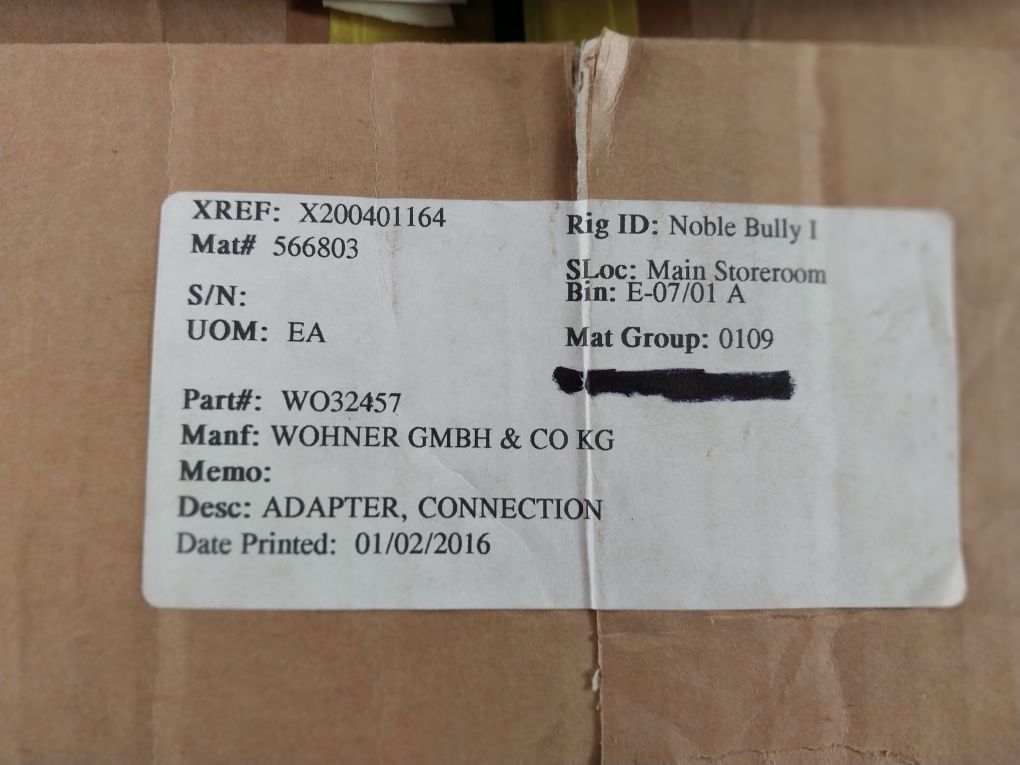 XREF: X200401164
Mat# 566803
S/N:
UOM: EA
Rig ID: Noble Bully I
SLoc: Main Storeroom
Bin: E-07/01 A
Mat Group: 0109
Part#: WO32457
Manf: WOHNER GMBH & CO KG
Memo:
Desc: ADAPTER, CONNECTION
Date Printed: 01/02/2016